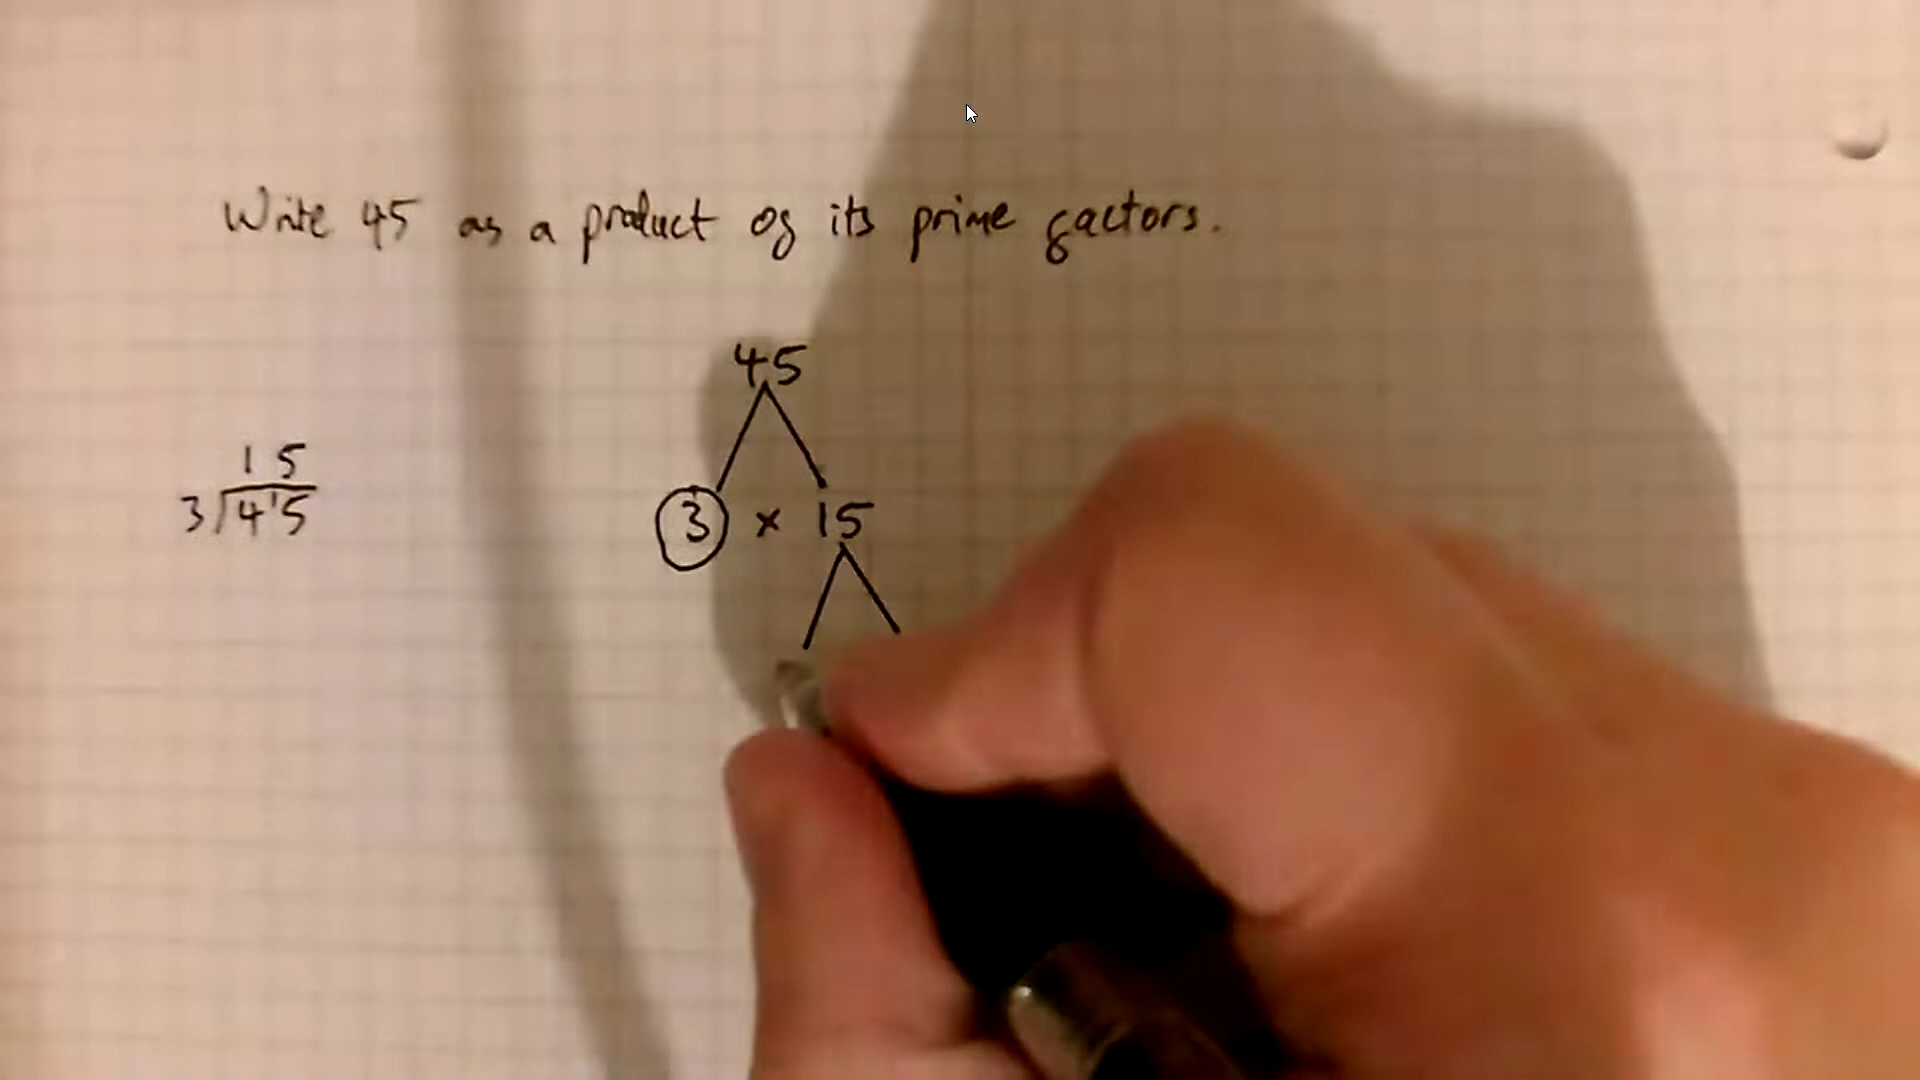 Write 45 as a product of its prime factors.
45
15
3 4'5
3 × 15